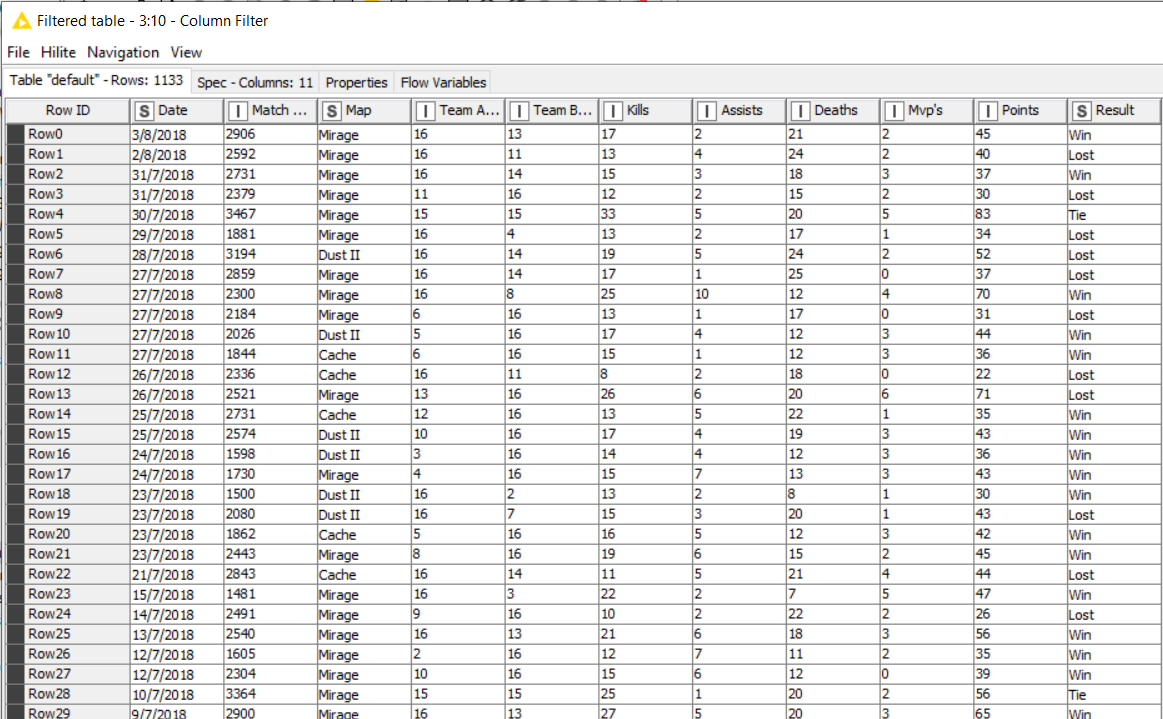 Filtered table - 3:10 - Column Filter
File Hilite Navigation View
Table "default" - Rows: 1133 Spec - Columns: 11 Properties Flow Variables
Row ID S Date I Match ... S Map I Team A... I Team B... I Kills I Assists I Deaths I Mvp's I Points S Result
Row0 3/8/2018 2906 Mirage 16 13 17 2 21 2 45 Win
Row1 2/8/2018 2592 Mirage 16 11 13 4 24 2 40 Lost
Row2 31/7/2018 2731 Mirage 16 14 15 3 18 3 37 Win
Row3 31/7/2018 2379 Mirage 11 16 12 2 15 2 30 Lost
Row4 30/7/2018 3467 Mirage 15 15 33 5 20 5 83 Tie
Row5 29/7/2018 1881 Mirage 16 4 13 2 17 1 34 Lost
Row6 28/7/2018 3194 Dust II 16 14 19 5 24 2 52 Lost
Row7 27/7/2018 2859 Mirage 16 14 17 1 25 0 37 Lost
Row8 27/7/2018 2300 Mirage 16 8 25 10 12 4 70 Win
Row9 27/7/2018 2184 Mirage 6 16 13 1 17 0 31 Lost
Row10 27/7/2018 2026 Dust II 5 16 17 4 12 3 44 Win
Row11 27/7/2018 1844 Cache 6 16 15 1 12 3 36 Win
Row12 26/7/2018 2336 Cache 16 11 8 2 18 0 22 Lost
Row13 26/7/2018 2521 Mirage 13 16 26 6 20 6 71 Lost
Row14 25/7/2018 2731 Cache 12 16 13 5 22 1 35 Win
Row15 25/7/2018 2574 Dust II 10 16 17 4 19 3 43 Win
Row16 24/7/2018 1598 Dust II 3 16 14 4 12 3 36 Win
Row17 24/7/2018 1730 Mirage 4 16 15 7 13 3 43 Win
Row18 23/7/2018 1500 Dust II 16 2 13 2 8 1 30 Win
Row19 23/7/2018 2080 Dust II 16 7 15 3 20 1 43 Lost
Row20 23/7/2018 1862 Cache 5 16 16 5 12 3 42 Win
Row21 23/7/2018 2443 Mirage 8 16 19 6 15 2 45 Win
Row22 21/7/2018 2843 Cache 16 14 11 5 21 4 44 Lost
Row23 15/7/2018 1481 Mirage 16 3 22 2 7 5 47 Win
Row24 14/7/2018 2491 Mirage 9 16 10 2 22 2 26 Lost
Row25 13/7/2018 2540 Mirage 16 13 21 6 18 3 56 Win
Row26 12/7/2018 1605 Mirage 2 16 12 7 11 2 35 Win
Row27 12/7/2018 2304 Mirage 10 16 15 6 12 0 39 Win
Row28 10/7/2018 3364 Mirage 15 15 25 1 20 2 56 Tie
Row29 9/7/2018 2900 Mirage 16 13 27 5 20 3 65 Win